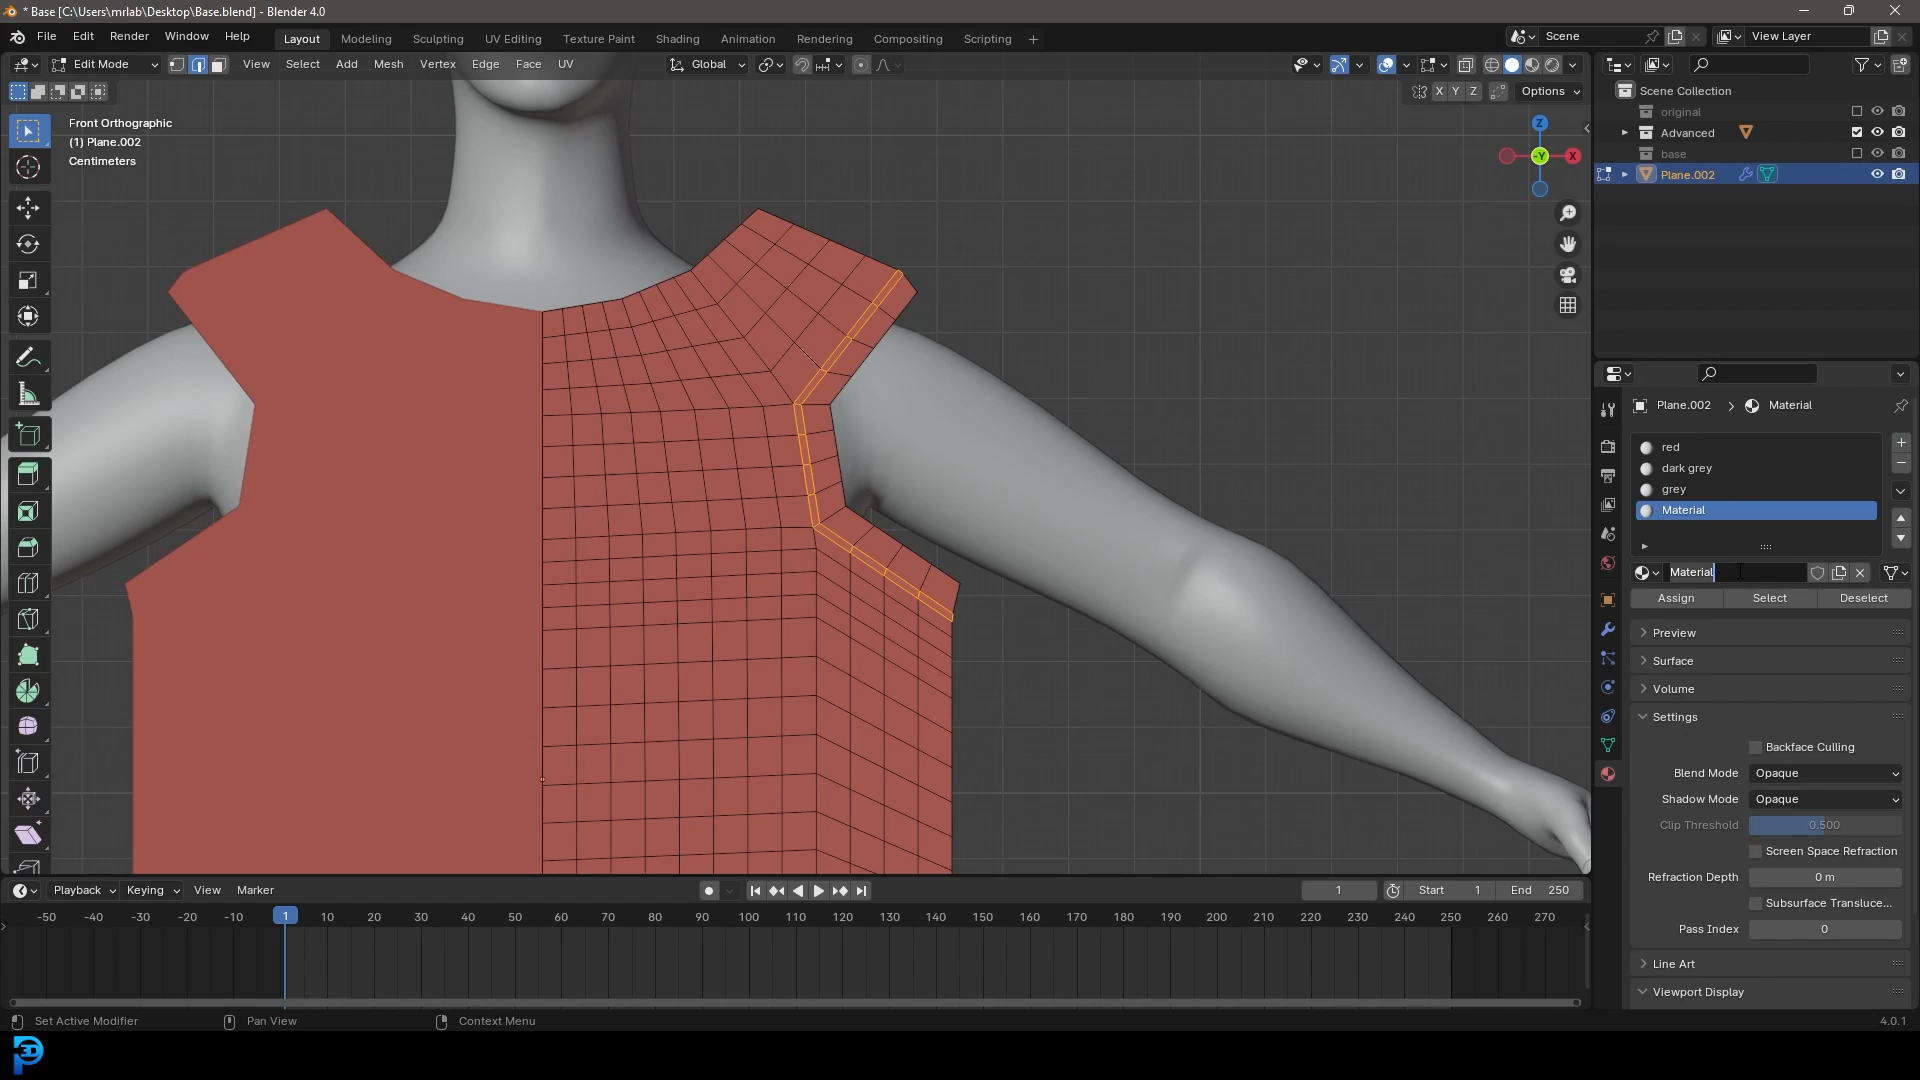 * Base [C:\Users\mrlab\Desktop\Base.blend] - Blender 4.0
File Edit Render Window Help Layout Modeling Sculpting UV Editing Texture Paint Shading Animation Rendering Compositing Scripting + Scene View Layer
Edit Mode View Select Add Mesh Vertex Edge Face UV Global
X Y Z Options
Front Orthographic
(1) Plane.002
Centimeters
Z
-Y X
Scene Collection
original
Advanced
base
Plane.002
Plane.002 > Material
red
dark grey
grey
Material
Material
Assign Select Deselect
Preview
Surface
Volume
Settings
Backface Culling
Blend Mode Opaque
Shadow Mode Opaque
Clip Threshold 0.500
Screen Space Refraction
Refraction Depth 0 m
Subsurface Transluce...
Pass Index 0
Line Art
Viewport Display
Playback Keying View Marker 1 Start 1 End 250
-50 -40 -30 -20 -10 1 10 20 30 40 50 60 70 80 90 100 110 120 130 140 150 160 170 180 190 200 210 220 230 240 250 260 270
Set Active Modifier Pan View Context Menu 4.0.1